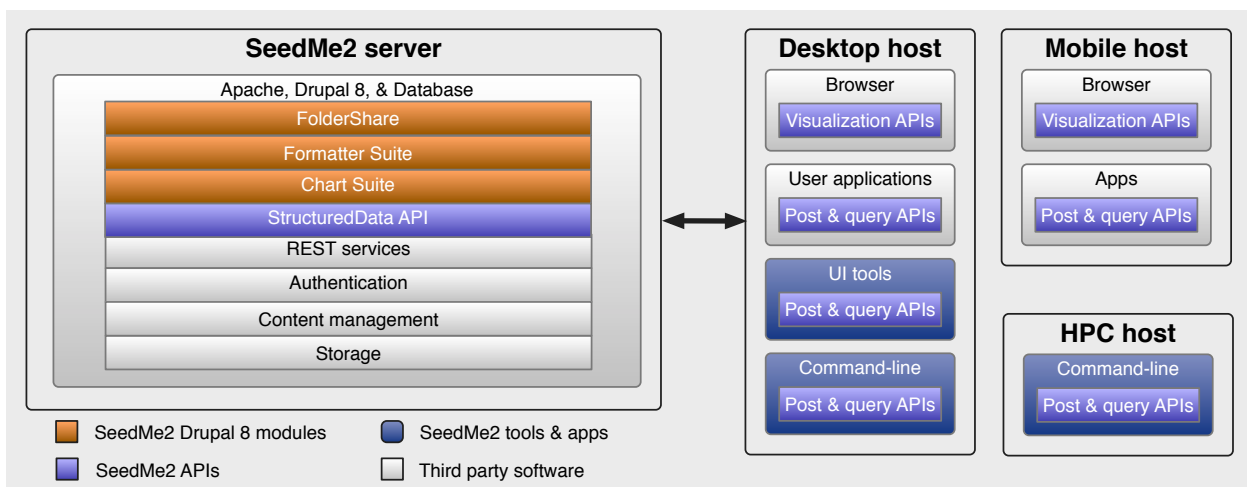 SeedMe2 server
Apache, Drupal 8, & Database
FolderShare
Formatter Suite
Chart Suite
StructuredData API
REST services
Authentication
Content management
Storage
Desktop host
Browser
Visualization APIs
User applications
Post & query APIs
UI tools
Post & query APIs
Command-line
Post & query APIs
Mobile host
Browser
Visualization APIs
Apps
Post & query APIs
HPC host
Command-line
Post & query APIs
SeedMe2 Drupal 8 modules
SeedMe2 APIs
SeedMe2 tools & apps
Third party software